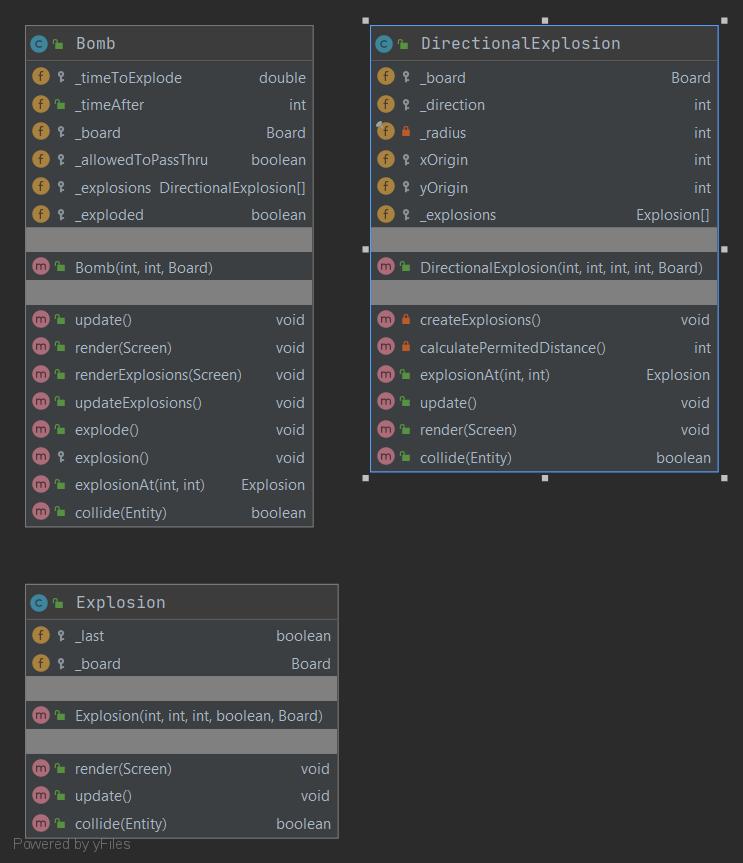 Bomb
_timeToExplode double
_timeAfter int
_board Board
_allowedToPassThru boolean
_explosions DirectionalExplosion[]
_exploded boolean
Bomb(int, int, Board)
update() void
render(Screen) void
renderExplosions(Screen) void
updateExplosions() void
explode() void
explosion() void
explosionAt(int, int) Explosion
collide(Entity) boolean
DirectionalExplosion
_board Board
_direction int
_radius int
xOrigin int
yOrigin int
_explosions Explosion[]
DirectionalExplosion(int, int, int, int, Board)
createExplosions() void
calculatePermitedDistance() int
explosionAt(int, int) Explosion
update() void
render(Screen) void
collide(Entity) boolean
Explosion
_last boolean
_board Board
Explosion(int, int, int, boolean, Board)
render(Screen) void
update() void
collide(Entity) boolean
Powered by yFiles